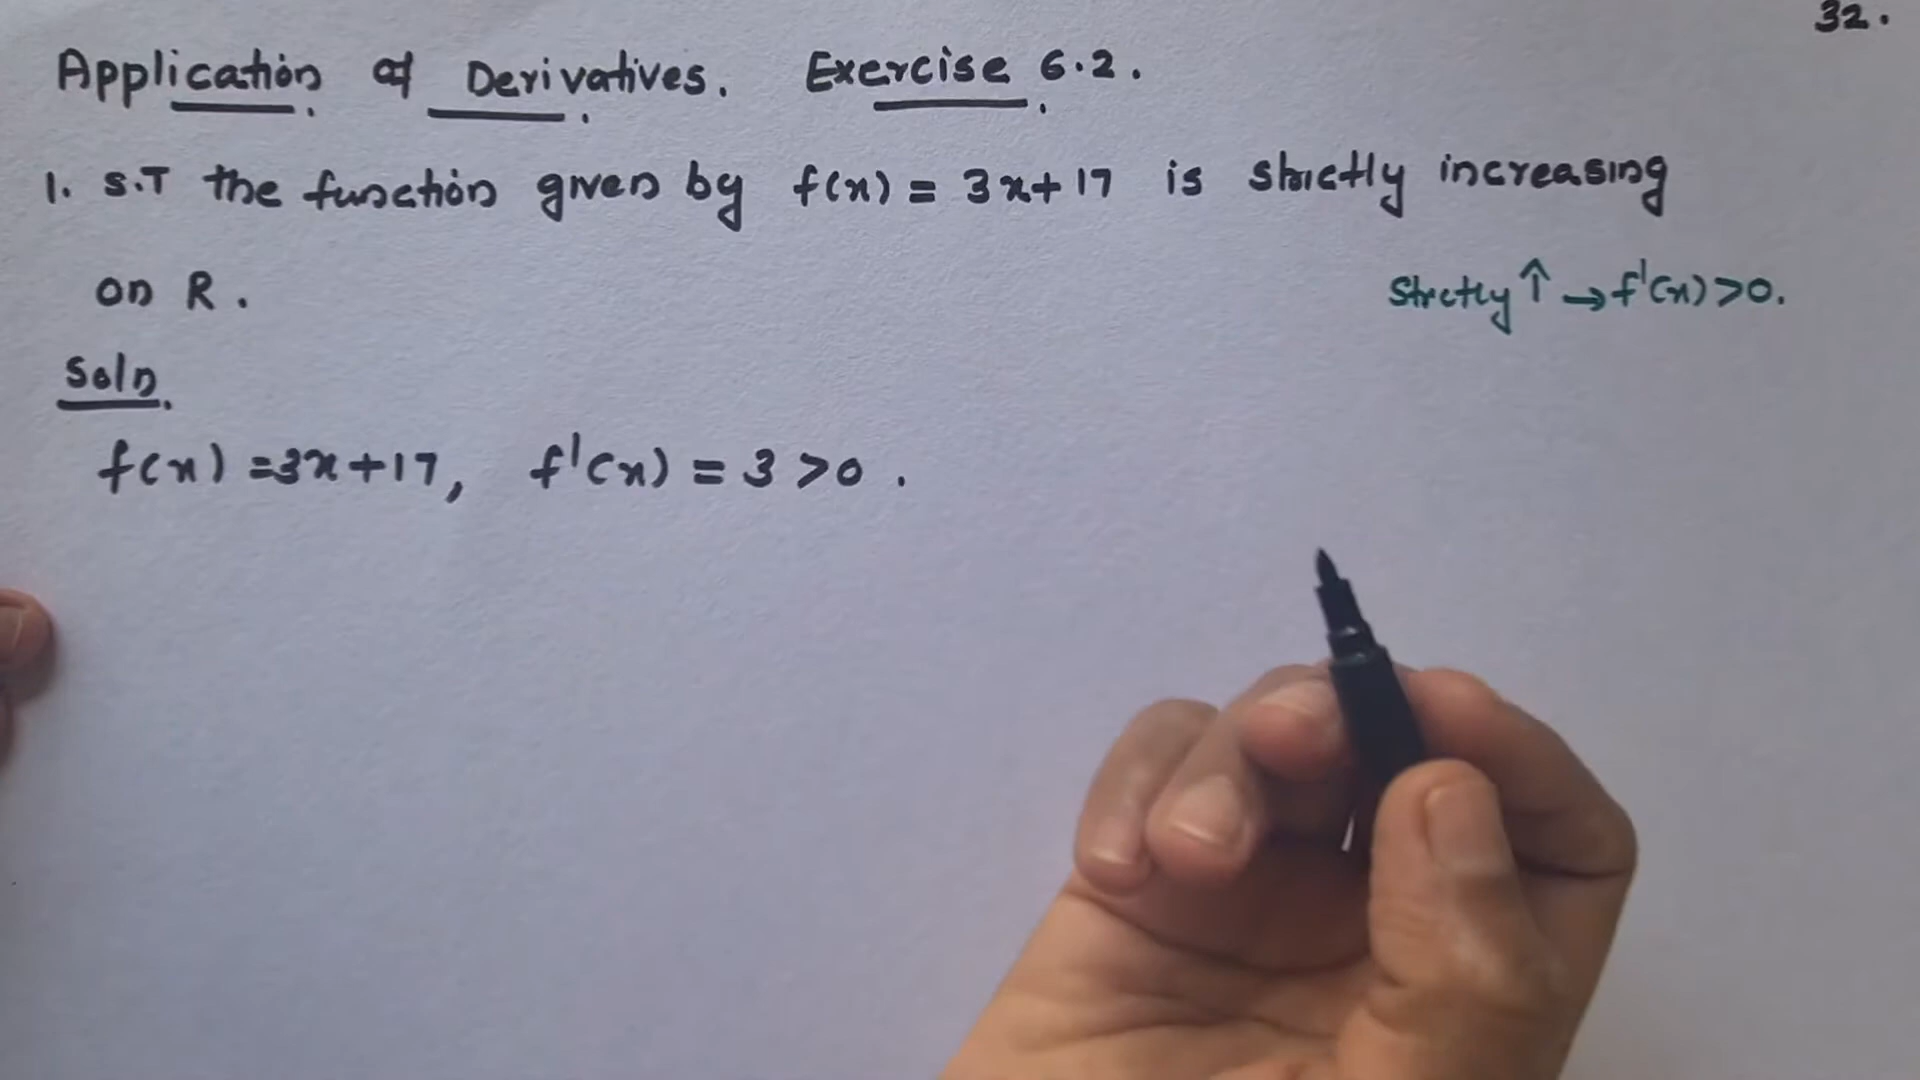 32.
Application of Derivatives. Exercise 6.2.
1. S.T the function given by f(x) = 3x+17 is strictly increasing
on R.
Strctly ↑ → f'(x) >0.
Soln.
f(x) =3x+17, f'(x) = 3 >0 .